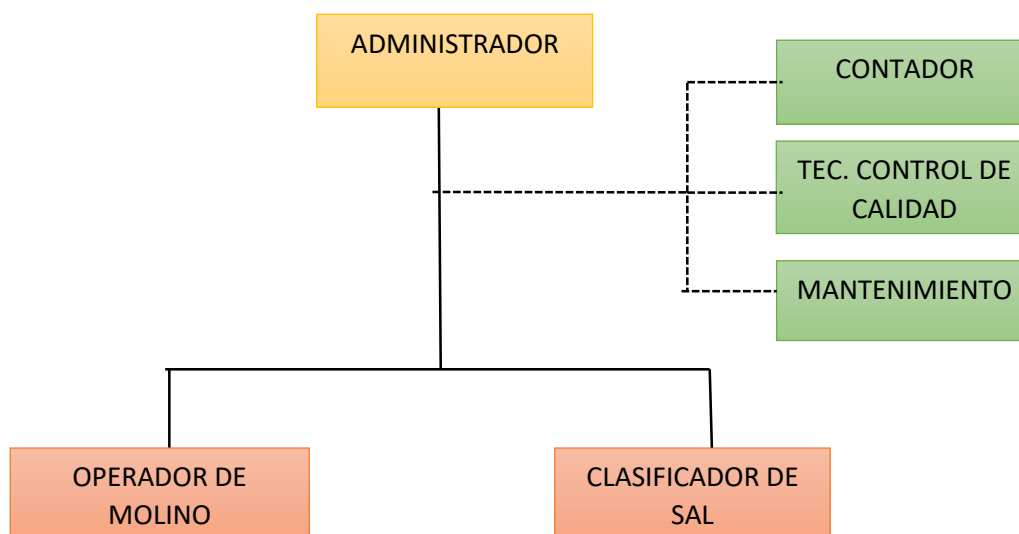 ADMINISTRADOR
CONTADOR
TEC. CONTROL DE
CALIDAD
MANTENIMIENTO
OPERADOR DE
MOLINO
CLASIFICADOR DE
SAL